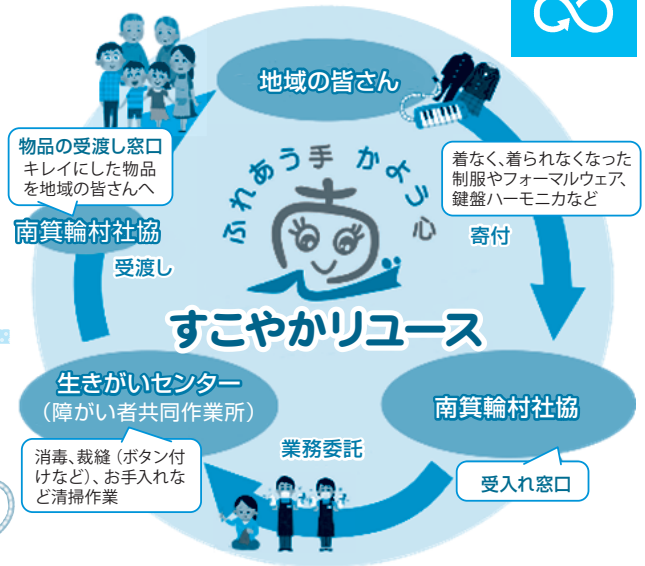 地域の皆さん
物品の受渡し窓口
キレイにした物品
を地域の皆さんへ
着なく、着られなくなった
制服やフォーマルウェア、
鍵盤ハーモニカなど
ふれあう手 かよう心
南箕輪村社協
寄付
受渡し
すこやかリユース
生きがいセンター
（障がい者共同作業所）
南箕輪村社協
消毒、裁縫（ボタン付
けなど）、お手入れな
ど清掃作業
業務委託
受入れ窓口